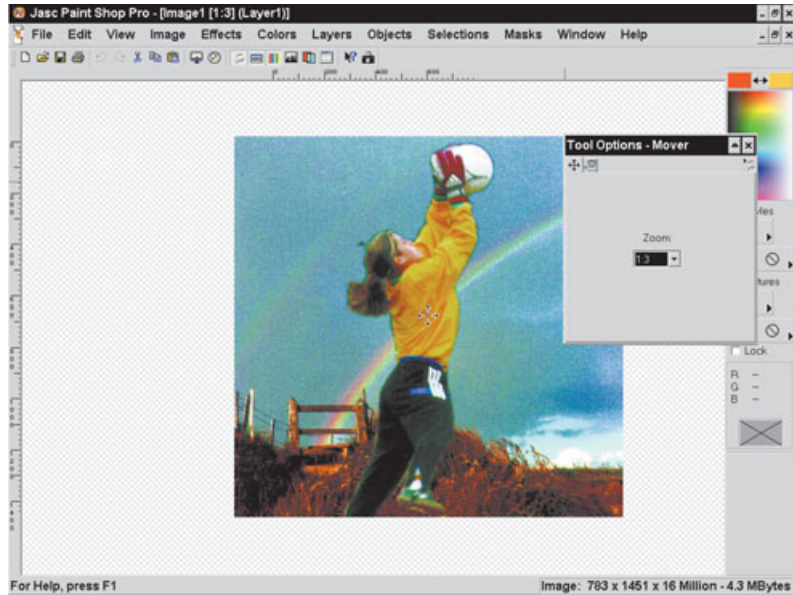 Jasc Paint Shop Pro - [Image1 [1:3] (Layer1)]
File Edit View Image Effects Colors Layers Objects Selections Masks Window Help
Tool Options - Mover
Zoom:
1:3
Lock
R --
G --
B --
For Help, press F1
Image: 783 x 1451 x 16 Million - 4.3 MBytes